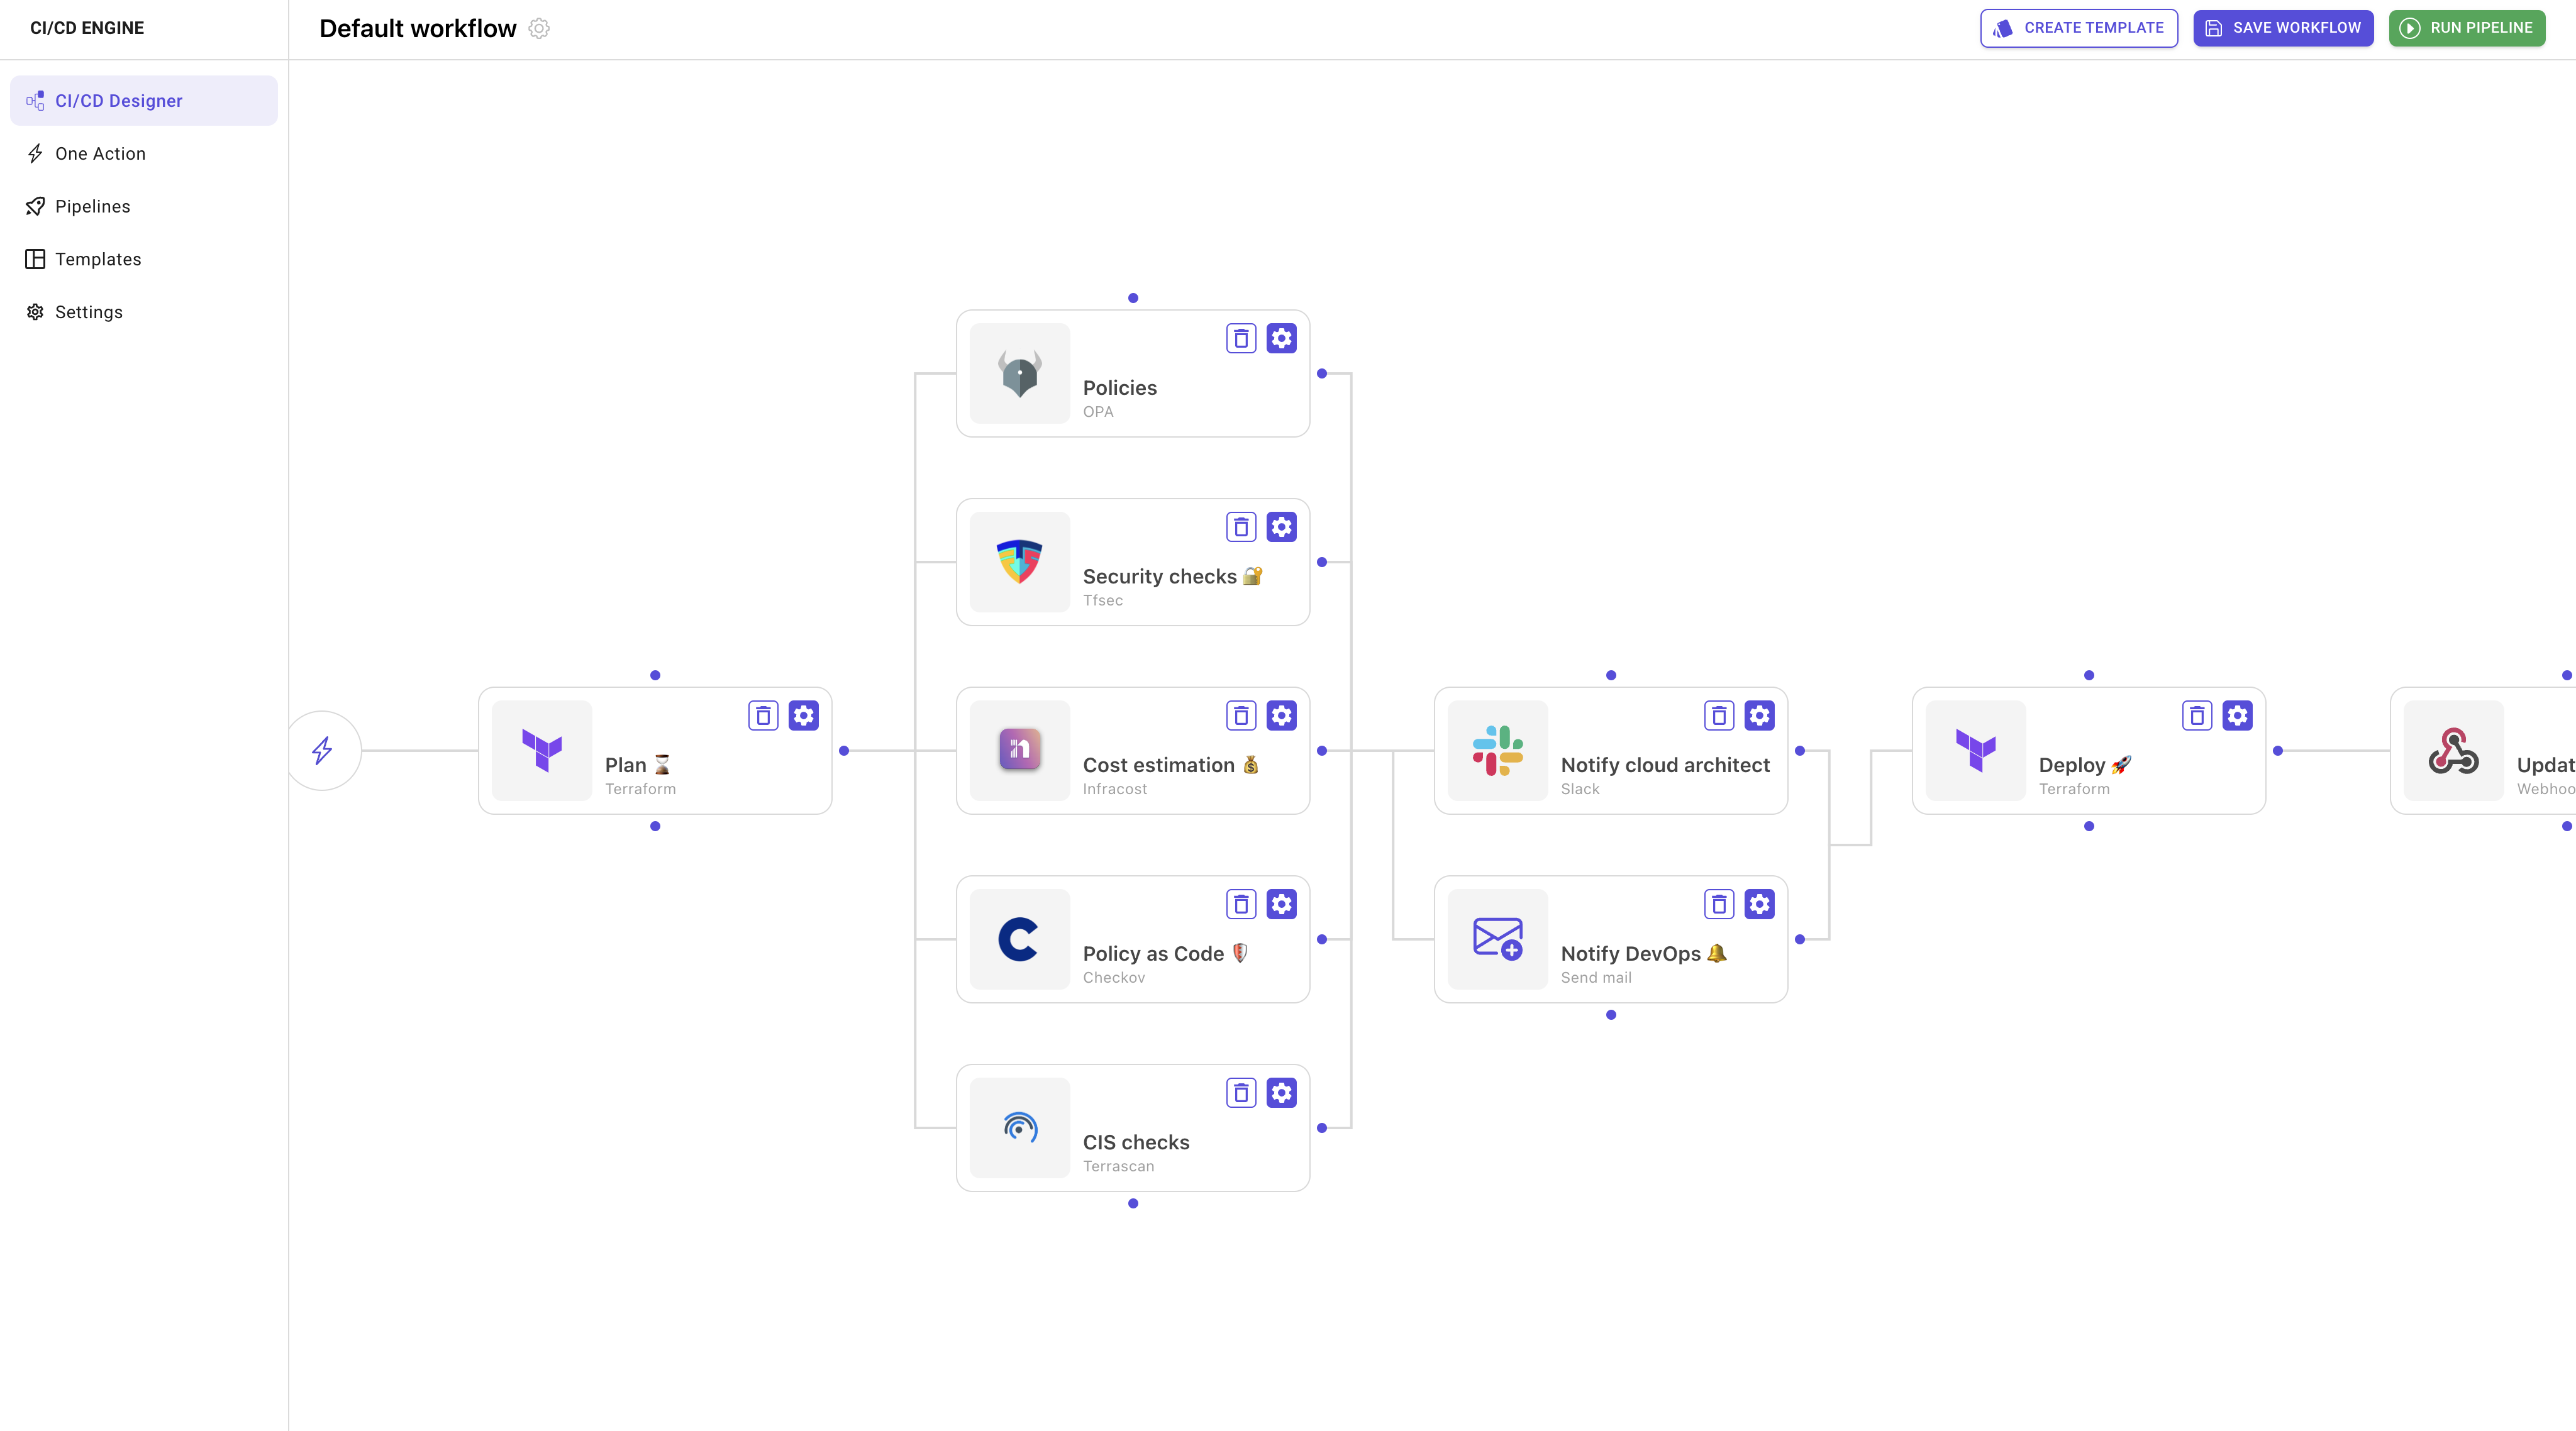 CI/CD ENGINE
Default workflow
CREATE TEMPLATE
SAVE WORKFLOW
RUN PIPELINE
CI/CD Designer
One Action
Pipelines
Templates
Settings
Policies
OPA
Security checks 🔐
Tfsec
Plan ⏳
Terraform
Cost estimation 💰
Infracost
Notify cloud architect
Slack
Deploy 🚀
Terraform
Updat
Webhoo
Policy as Code 🛡️
Checkov
Notify DevOps 🔔
Send mail
CIS checks
Terrascan